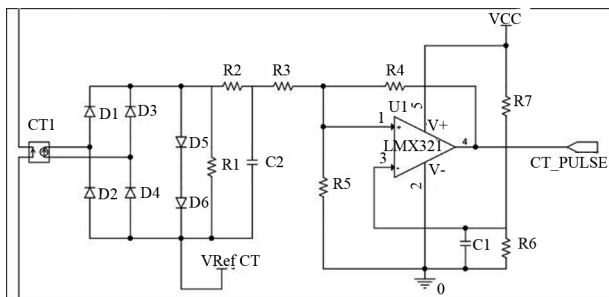 VCC
R2
R3
R4
U1
5
R7
D1
D3
CT1
1
+
V+
LMX321
4
D5
R1
C2
CT_PULSE
3
-
V-
D2
D4
R5
2
D6
C1
R6
VRef CT
0